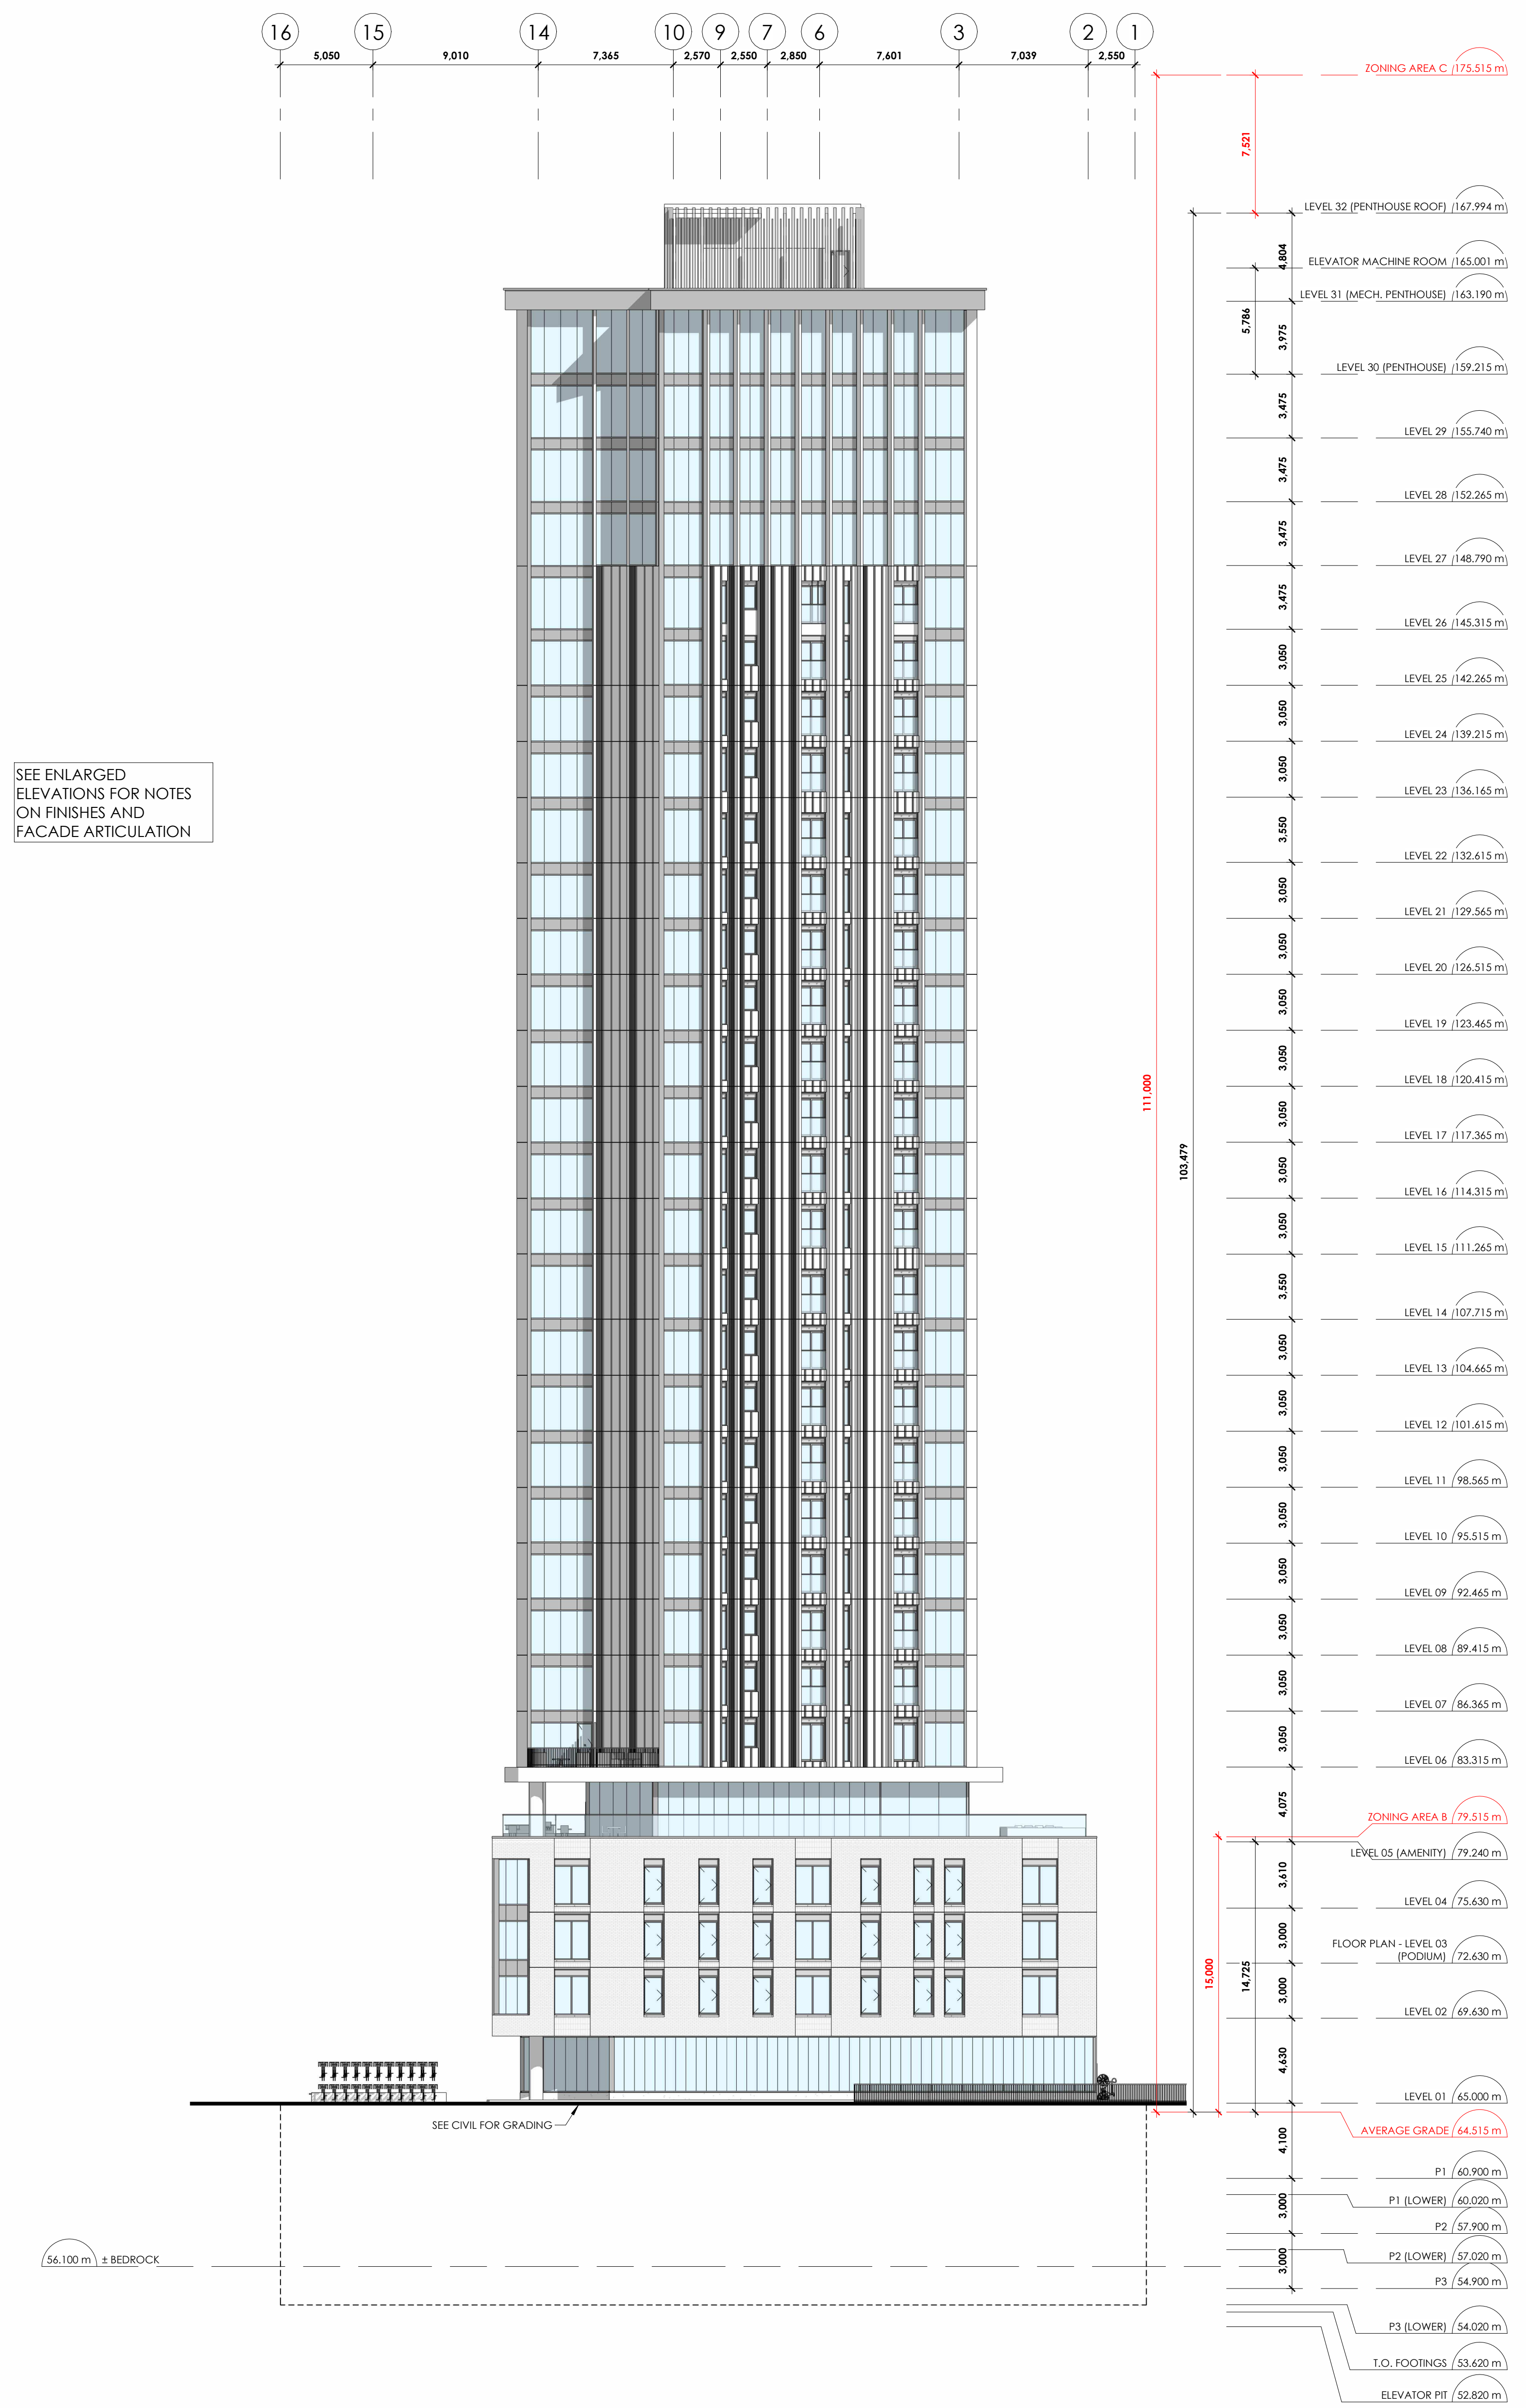 16 15 14 10 9 7 6 3 2 1
5,050 9,010 7,365 2,570 2,550 2,850 7,601 7,039 2,550
ZONING AREA C 175.515 m
7,521
LEVEL 32 (PENTHOUSE ROOF) 167.994 m
4,804
ELEVATOR MACHINE ROOM 165.001 m
LEVEL 31 (MECH. PENTHOUSE) 163.190 m
5,786
3,975
LEVEL 30 (PENTHOUSE) 159.215 m
3,475
LEVEL 29 155.740 m
3,475
LEVEL 28 152.265 m
3,475
LEVEL 27 148.790 m
3,475
LEVEL 26 145.315 m
3,050
LEVEL 25 142.265 m
3,050
LEVEL 24 139.215 m
3,050
LEVEL 23 136.165 m
SEE ENLARGED
ELEVATIONS FOR NOTES
ON FINISHES AND
FACADE ARTICULATION
3,550
LEVEL 22 132.615 m
3,050
LEVEL 21 129.565 m
3,050
LEVEL 20 126.515 m
3,050
LEVEL 19 123.465 m
3,050
LEVEL 18 120.415 m
111,000
3,050
LEVEL 17 117.365 m
103,479
3,050
LEVEL 16 114.315 m
3,050
LEVEL 15 111.265 m
3,550
LEVEL 14 107.715 m
3,050
LEVEL 13 104.665 m
3,050
LEVEL 12 101.615 m
3,050
LEVEL 11 98.565 m
3,050
LEVEL 10 95.515 m
3,050
LEVEL 09 92.465 m
3,050
LEVEL 08 89.415 m
3,050
LEVEL 07 86.365 m
3,050
LEVEL 06 83.315 m
4,075
ZONING AREA B 79.515 m
LEVEL 05 (AMENITY) 79.240 m
3,610
LEVEL 04 75.630 m
3,000
FLOOR PLAN - LEVEL 03
(PODIUM) 72.630 m
15,000
14,725
3,000
LEVEL 02 69.630 m
4,630
LEVEL 01 65.000 m
SEE CIVIL FOR GRADING
AVERAGE GRADE 64.515 m
4,100
P1 60.900 m
P1 (LOWER) 60.020 m
3,000
P2 57.900 m
56.100 m ± BEDROCK
P2 (LOWER) 57.020 m
3,000
P3 54.900 m
P3 (LOWER) 54.020 m
T.O. FOOTINGS 53.620 m
ELEVATOR PIT 52.820 m